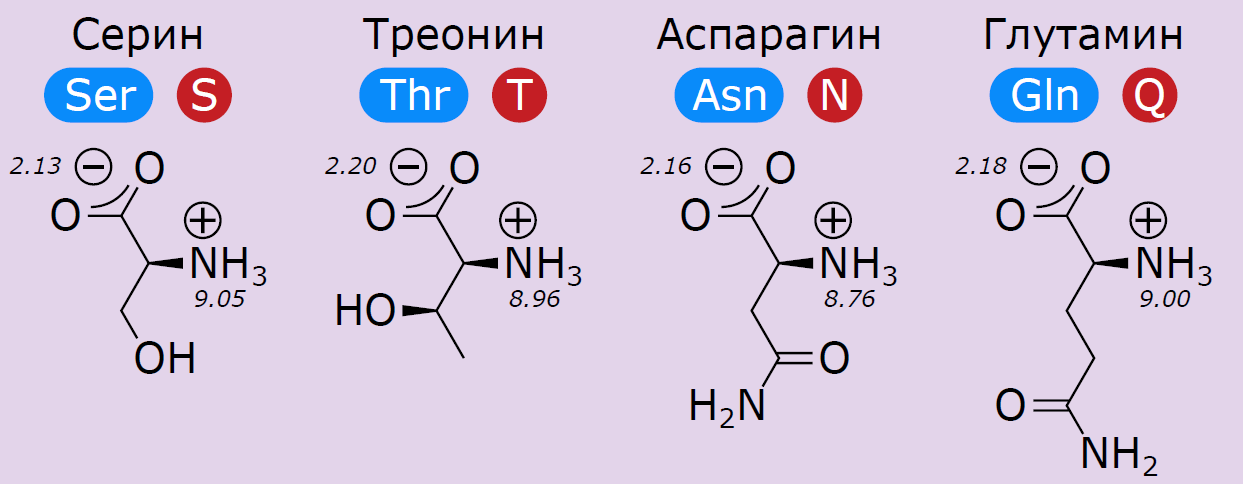 Серин Треонин Аспарагин Глутамин
Ser S Thr T Asn N Gln Q
2.13 − O 2.20 − O 2.16 − O 2.18 − O
O + O + O + O +
NH3 NH3 NH3 NH3
9.05 8.96 8.76 9.00
HO
OH O
H2N O
NH2